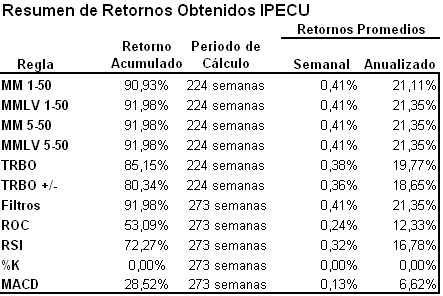 Resumen de Retornos Obtenidos IPECU
Retornos Promedios
Regla Retorno Acumulado Periodo de Cálculo Semanal Anualizado
MM 1-50 90,93% 224 semanas 0,41% 21,11%
MMLV 1-50 91,98% 224 semanas 0,41% 21,35%
MM 5-50 91,98% 224 semanas 0,41% 21,35%
MMLV 5-50 91,98% 224 semanas 0,41% 21,35%
TRBO 85,15% 224 semanas 0,38% 19,77%
TRBO +/- 80,34% 224 semanas 0,36% 18,65%
Filtros 91,98% 273 semanas 0,41% 21,35%
ROC 53,09% 273 semanas 0,24% 12,33%
RSI 72,27% 273 semanas 0,32% 16,78%
%K 0,00% 273 semanas 0,00% 0,00%
MACD 28,52% 273 semanas 0,13% 6,62%